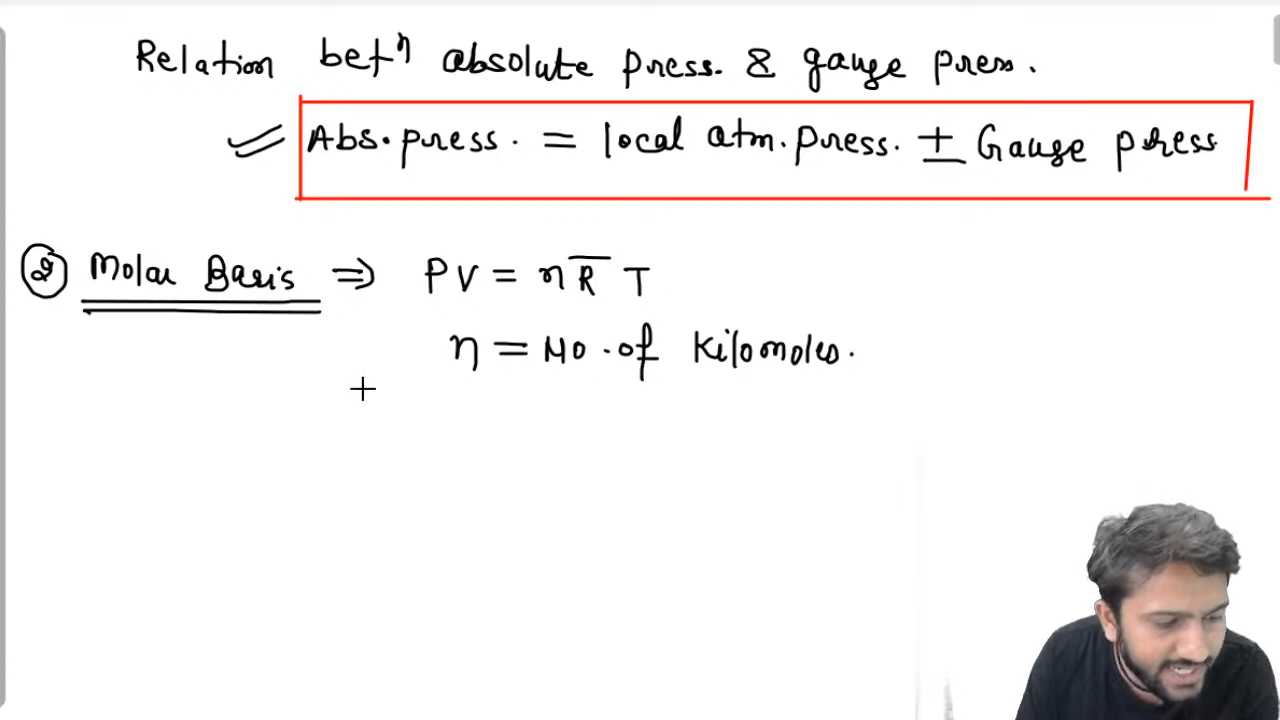 Relation betⁿ absolute press. & gauge press.
Abs. press. = local atm. press. ± Gauge press
② Molar Basis ⇒ PV = nR̅ T
n = No. of Kilomoles.